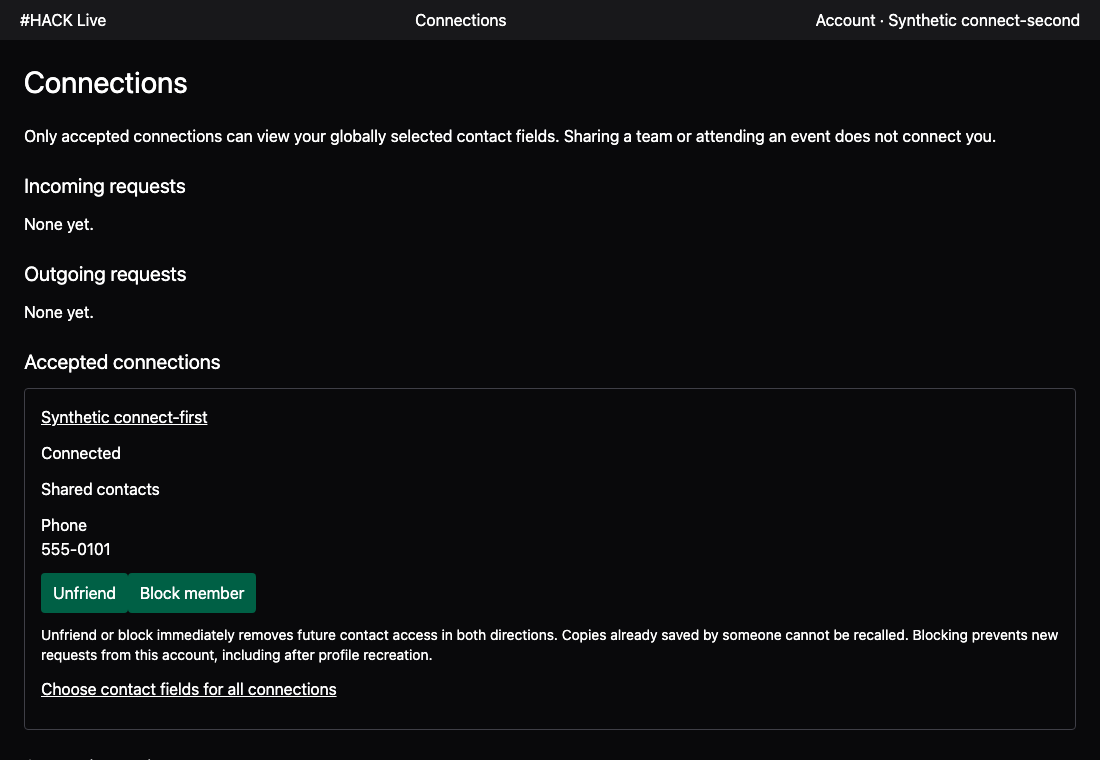 #HACK Live
Connections
Account · Synthetic connect-second
Connections
Only accepted connections can view your globally selected contact fields. Sharing a team or attending an event does not connect you.
Incoming requests
None yet.
Outgoing requests
None yet.
Accepted connections
Synthetic connect-first
Connected
Shared contacts
Phone
555-0101
Unfriend
Block member
Unfriend or block immediately removes future contact access in both directions. Copies already saved by someone cannot be recalled. Blocking prevents new
requests from this account, including after profile recreation.
Choose contact fields for all connections